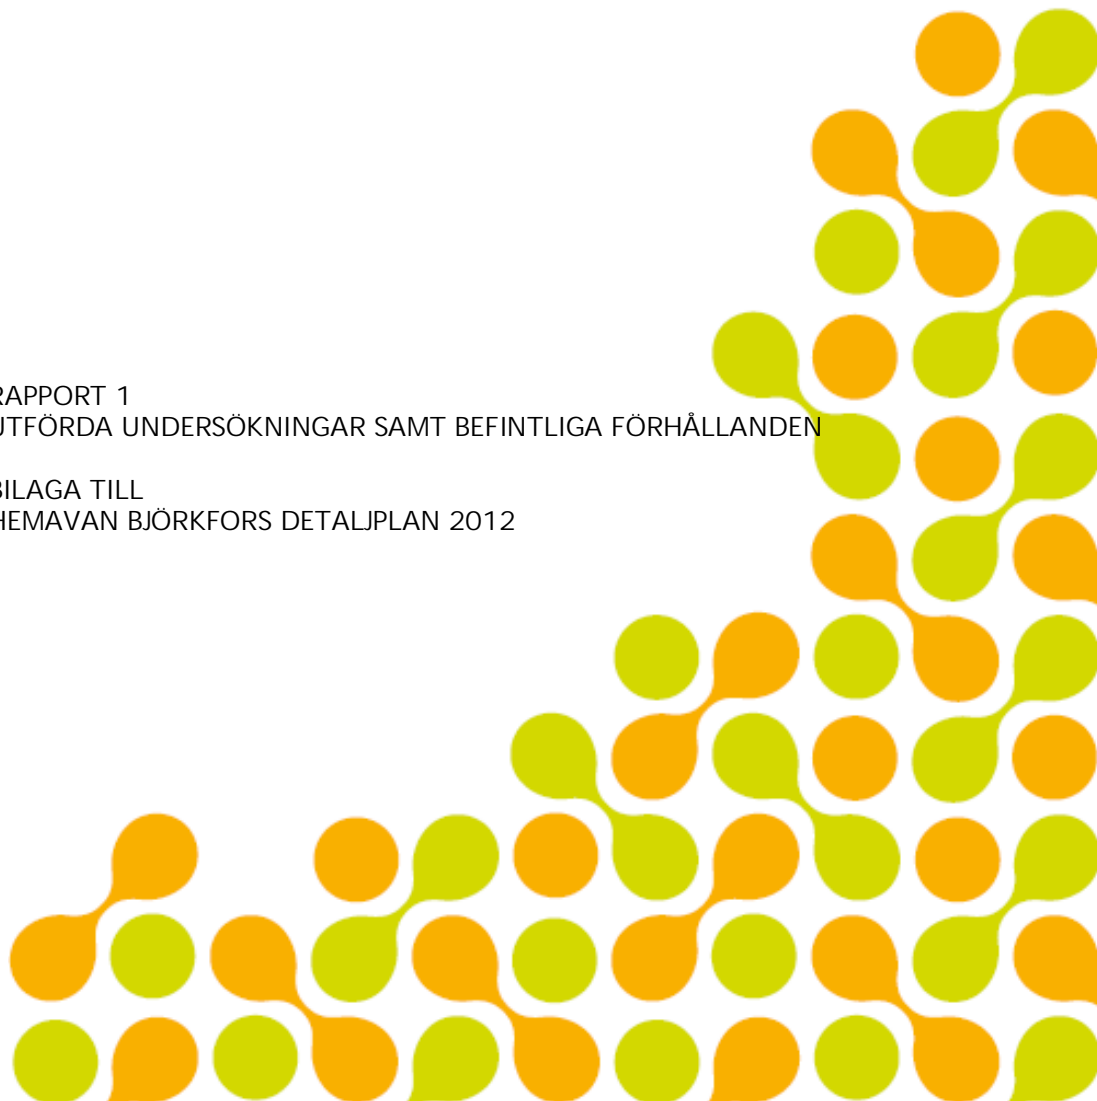 RAPPORT 1
UTFÖRDA UNDERSÖKNINGAR SAMT BEFINTLIGA FÖRHÅLLANDEN
BILAGA TILL
HEMAVAN BJÖRKFORS DETALJPLAN 2012